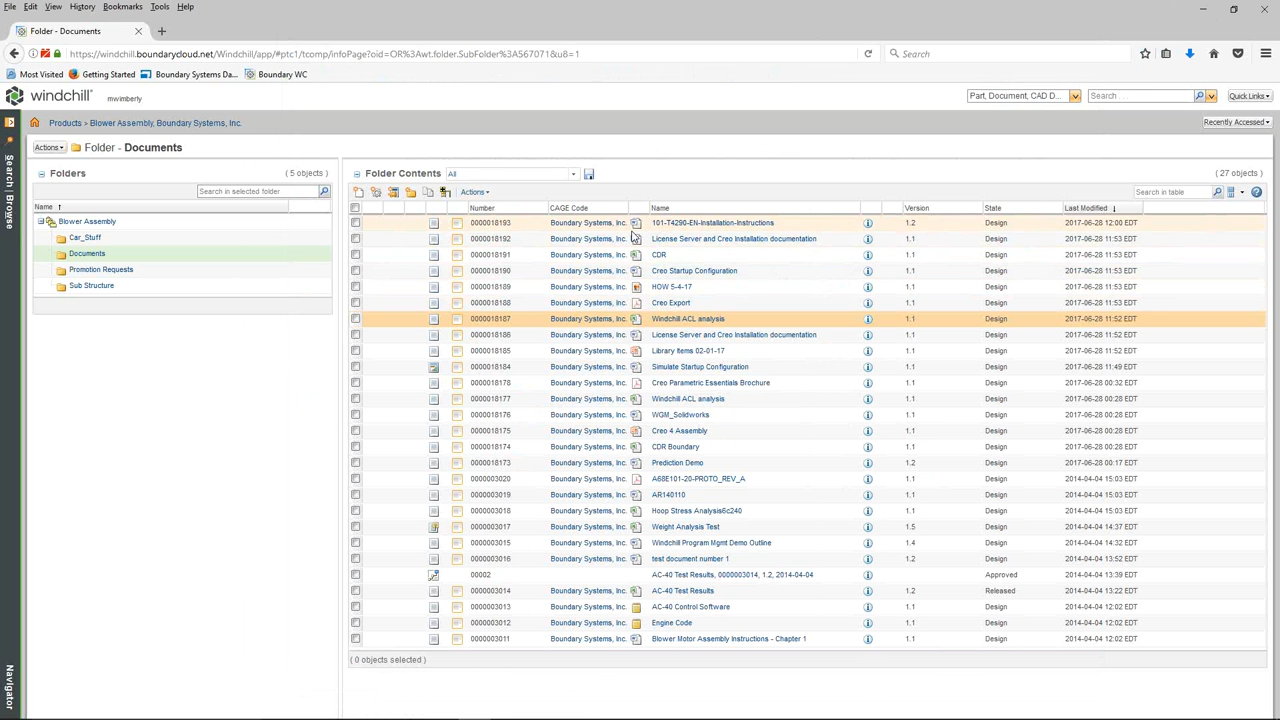 File Edit View History Bookmarks Tools Help
Folder - Documents
https://windchill.boundarycloud.net/Windchill/app/#ptc1/tcomp/infoPage?oid=OR%3Awt.folder.SubFolder%3A567071&u8=1 Search
Most Visited Getting Started Boundary Systems Da... Boundary WC
windchill mwimberly Part, Document, CAD D... Search ... Quick Links
Products > Blower Assembly, Boundary Systems, Inc. Recently Accessed
Actions Folder - Documents
Folders ( 5 objects ) Folder Contents All ( 27 objects )
Search in selected folder Actions Search in table
Name Number CAGE Code Name Version State Last Modified
Blower Assembly 0000018193 Boundary Systems, Inc. 101-T4290-EN-Installation-Instructions 1.2 Design 2017-06-28 12:00 EDT
Car_Stuff 0000018192 Boundary Systems, Inc. License Server and Creo Installation documentation 1.1 Design 2017-06-28 11:53 EDT
Documents 0000018191 Boundary Systems, Inc. CDR 1.1 Design 2017-06-28 11:53 EDT
Promotion Requests 0000018190 Boundary Systems, Inc. Creo Startup Configuration 1.1 Design 2017-06-28 11:53 EDT
Sub Structure 0000018189 Boundary Systems, Inc. HOW 5-4-17 1.1 Design 2017-06-28 11:53 EDT
0000018188 Boundary Systems, Inc. Creo Export 1.1 Design 2017-06-28 11:53 EDT
0000018187 Boundary Systems, Inc. Windchill ACL analysis 1.1 Design 2017-06-28 11:52 EDT
0000018186 Boundary Systems, Inc. License Server and Creo Installation documentation 1.1 Design 2017-06-28 11:52 EDT
0000018185 Boundary Systems, Inc. Library Items 02-01-17 1.1 Design 2017-06-28 11:52 EDT
0000018184 Boundary Systems, Inc. Simulate Startup Configuration 1.1 Design 2017-06-28 11:49 EDT
0000018178 Boundary Systems, Inc. Creo Parametric Essentials Brochure 1.1 Design 2017-06-28 00:32 EDT
0000018177 Boundary Systems, Inc. Windchill ACL analysis 1.1 Design 2017-06-28 00:28 EDT
0000018176 Boundary Systems, Inc. WGM_Solidworks 1.1 Design 2017-06-28 00:28 EDT
0000018175 Boundary Systems, Inc. Creo 4 Assembly 1.1 Design 2017-06-28 00:28 EDT
0000018174 Boundary Systems, Inc. CDR Boundary 1.1 Design 2017-06-28 00:28 EDT
0000018173 Boundary Systems, Inc. Prediction Demo 1.2 Design 2017-06-28 00:17 EDT
0000003020 Boundary Systems, Inc. A68E101-20-PROTO_REV_A 1.1 Design 2014-04-04 15:03 EDT
0000003019 Boundary Systems, Inc. AR140110 1.1 Design 2014-04-04 15:03 EDT
0000003018 Boundary Systems, Inc. Hoop Stress Analysis6c240 1.1 Design 2014-04-04 15:03 EDT
0000003017 Boundary Systems, Inc. Weight Analysis Test 1.5 Design 2014-04-04 14:37 EDT
0000003015 Boundary Systems, Inc. Windchill Program Mgmt Demo Outline 1.4 Design 2014-04-04 14:32 EDT
0000003016 Boundary Systems, Inc. test document number 1 1.2 Design 2014-04-04 13:52 EDT
00002 AC-40 Test Results, 0000003014, 1.2, 2014-04-04 Approved 2014-04-04 13:39 EDT
0000003014 Boundary Systems, Inc. AC-40 Test Results 1.2 Released 2014-04-04 13:22 EDT
0000003013 Boundary Systems, Inc. AC-40 Control Software 1.1 Design 2014-04-04 12:02 EDT
0000003012 Boundary Systems, Inc. Engine Code 1.1 Design 2014-04-04 12:02 EDT
0000003011 Boundary Systems, Inc. Blower Motor Assembly Instructions - Chapter 1 1.1 Design 2014-04-04 12:02 EDT
( 0 objects selected )
Search | Browse
Navigator